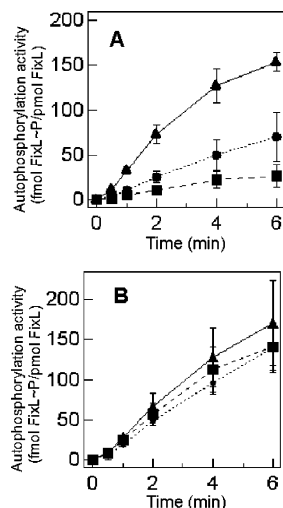 A
Autophosphorylation activity
(fmol FixL~P/pmol FixL)
200
150
100
50
0
0 2 4 6
Time (min)
B
Autophosphorylation activity
(fmol FixL~P/pmol FixL)
200
150
100
50
0
0 2 4 6
Time (min)